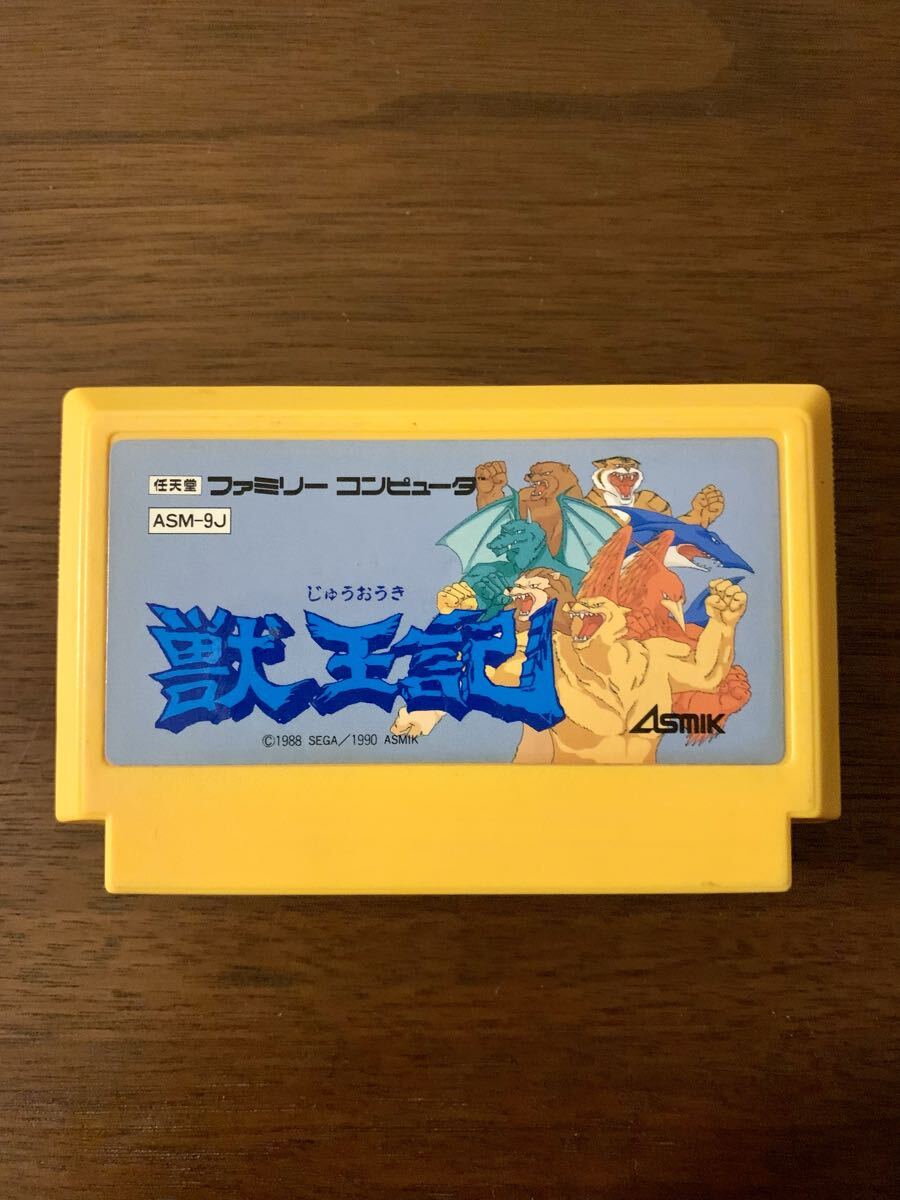 任天堂 ファミリー コンピュータ
ASM-9J
じゅうおうき
獣王記
©1988 SEGA/1990 ASMIK
ASMIK